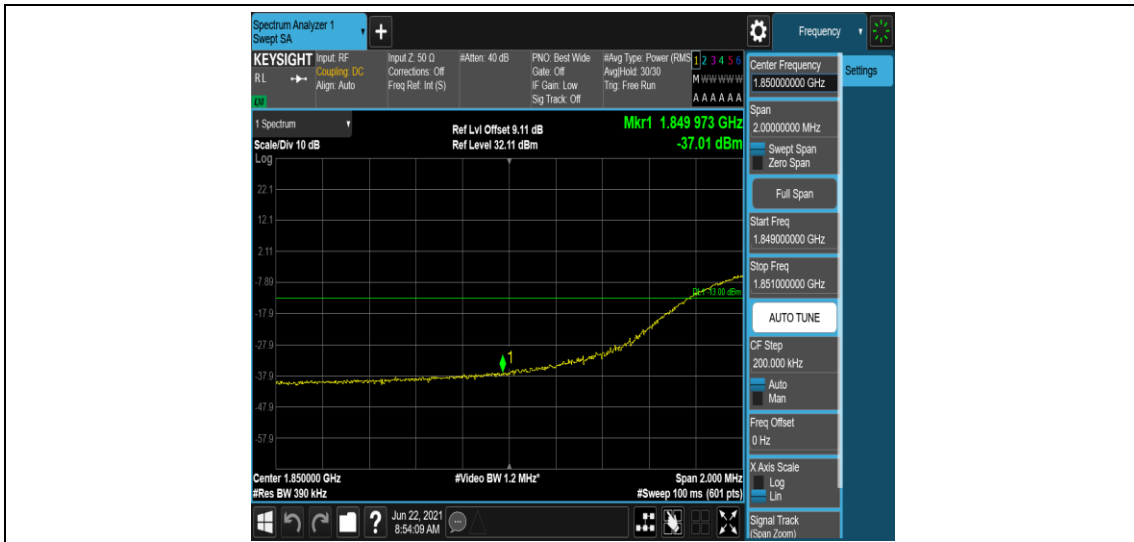 Spectrum Analyzer 1
Swept SA
+
Frequency
KEYSIGHT
RL
LXI
Input: RF
Coupling: DC
Align: Auto
Input Z: 50 Ω
Corrections: Off
Freq Ref: Int (S)
#Atten: 40 dB
PNO: Best Wide
Gate: Off
IF Gain: Low
Sig Track: Off
#Avg Type: Power (RMS
Avg|Hold: 30/30
Trig: Free Run
1 2 3 4 5 6
M W W W W W
A A A A A A
1 Spectrum
Scale/Div 10 dB
Ref Lvl Offset 9.11 dB
Ref Level 32.11 dBm
Mkr1 1.849 973 GHz
-37.01 dBm
Log
22.1
12.1
2.11
-7.89
-17.9
-27.9
-37.9
-47.9
-57.9
DL1 -13.00 dBm
1
Center 1.850000 GHz
#Res BW 390 kHz
#Video BW 1.2 MHz*
Span 2.000 MHz
#Sweep 100 ms (601 pts)
?
Jun 22, 2021
8:54:09 AM
Center Frequency
1.850000000 GHz
Settings
Span
2.00000000 MHz
Swept Span
Zero Span
Full Span
Start Freq
1.849000000 GHz
Stop Freq
1.851000000 GHz
AUTO TUNE
CF Step
200.000 kHz
Auto
Man
Freq Offset
0 Hz
X Axis Scale
Log
Lin
Signal Track
(Span Zoom)